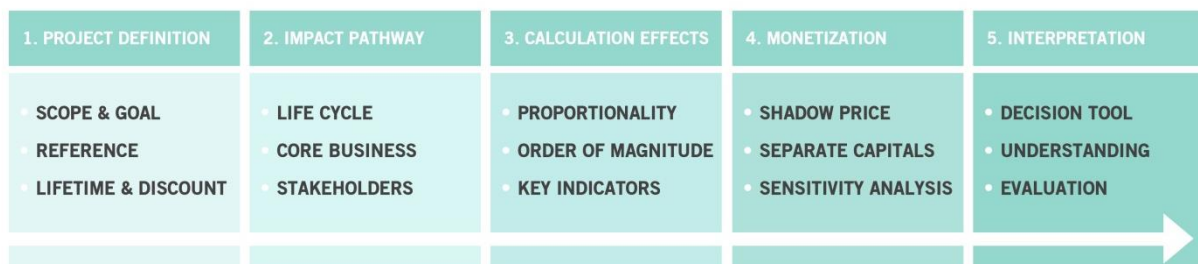 1. PROJECT DEFINITION
SCOPE & GOAL
REFERENCE
LIFETIME & DISCOUNT
2. IMPACT PATHWAY
LIFE CYCLE
CORE BUSINESS
STAKEHOLDERS
3. CALCULATION EFFECTS
PROPORTIONALITY
ORDER OF MAGNITUDE
KEY INDICATORS
4. MONETIZATION
SHADOW PRICE
SEPARATE CAPITALS
SENSITIVITY ANALYSIS
5. INTERPRETATION
DECISION TOOL
UNDERSTANDING
EVALUATION